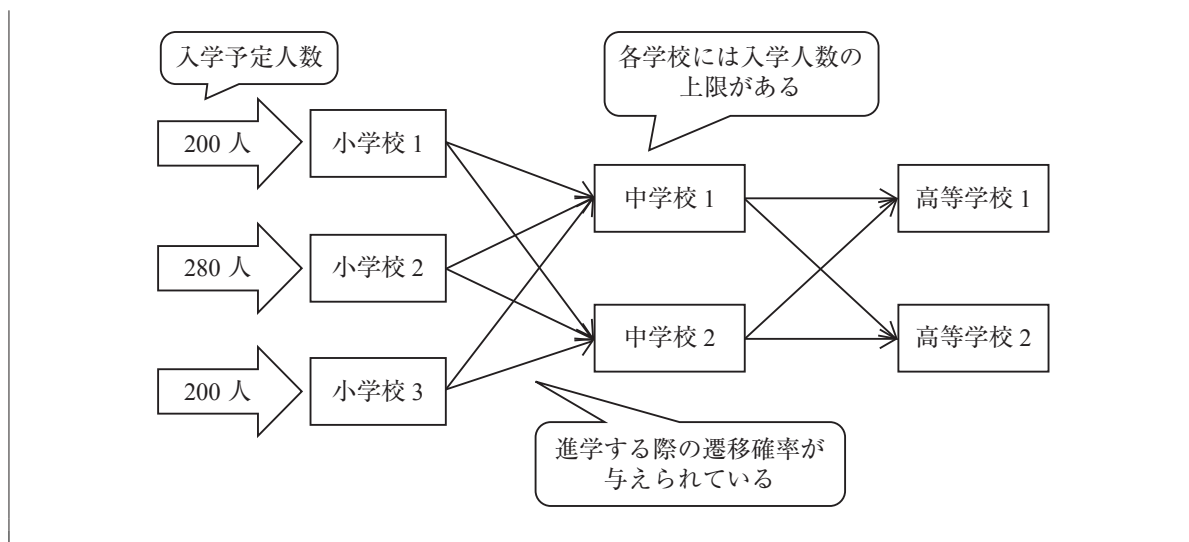 入学予定人数
各学校には入学人数の
上限がある
200 人
小学校 1
中学校 1
高等学校 1
280 人
小学校 2
中学校 2
高等学校 2
200 人
小学校 3
進学する際の遷移確率が
与えられている